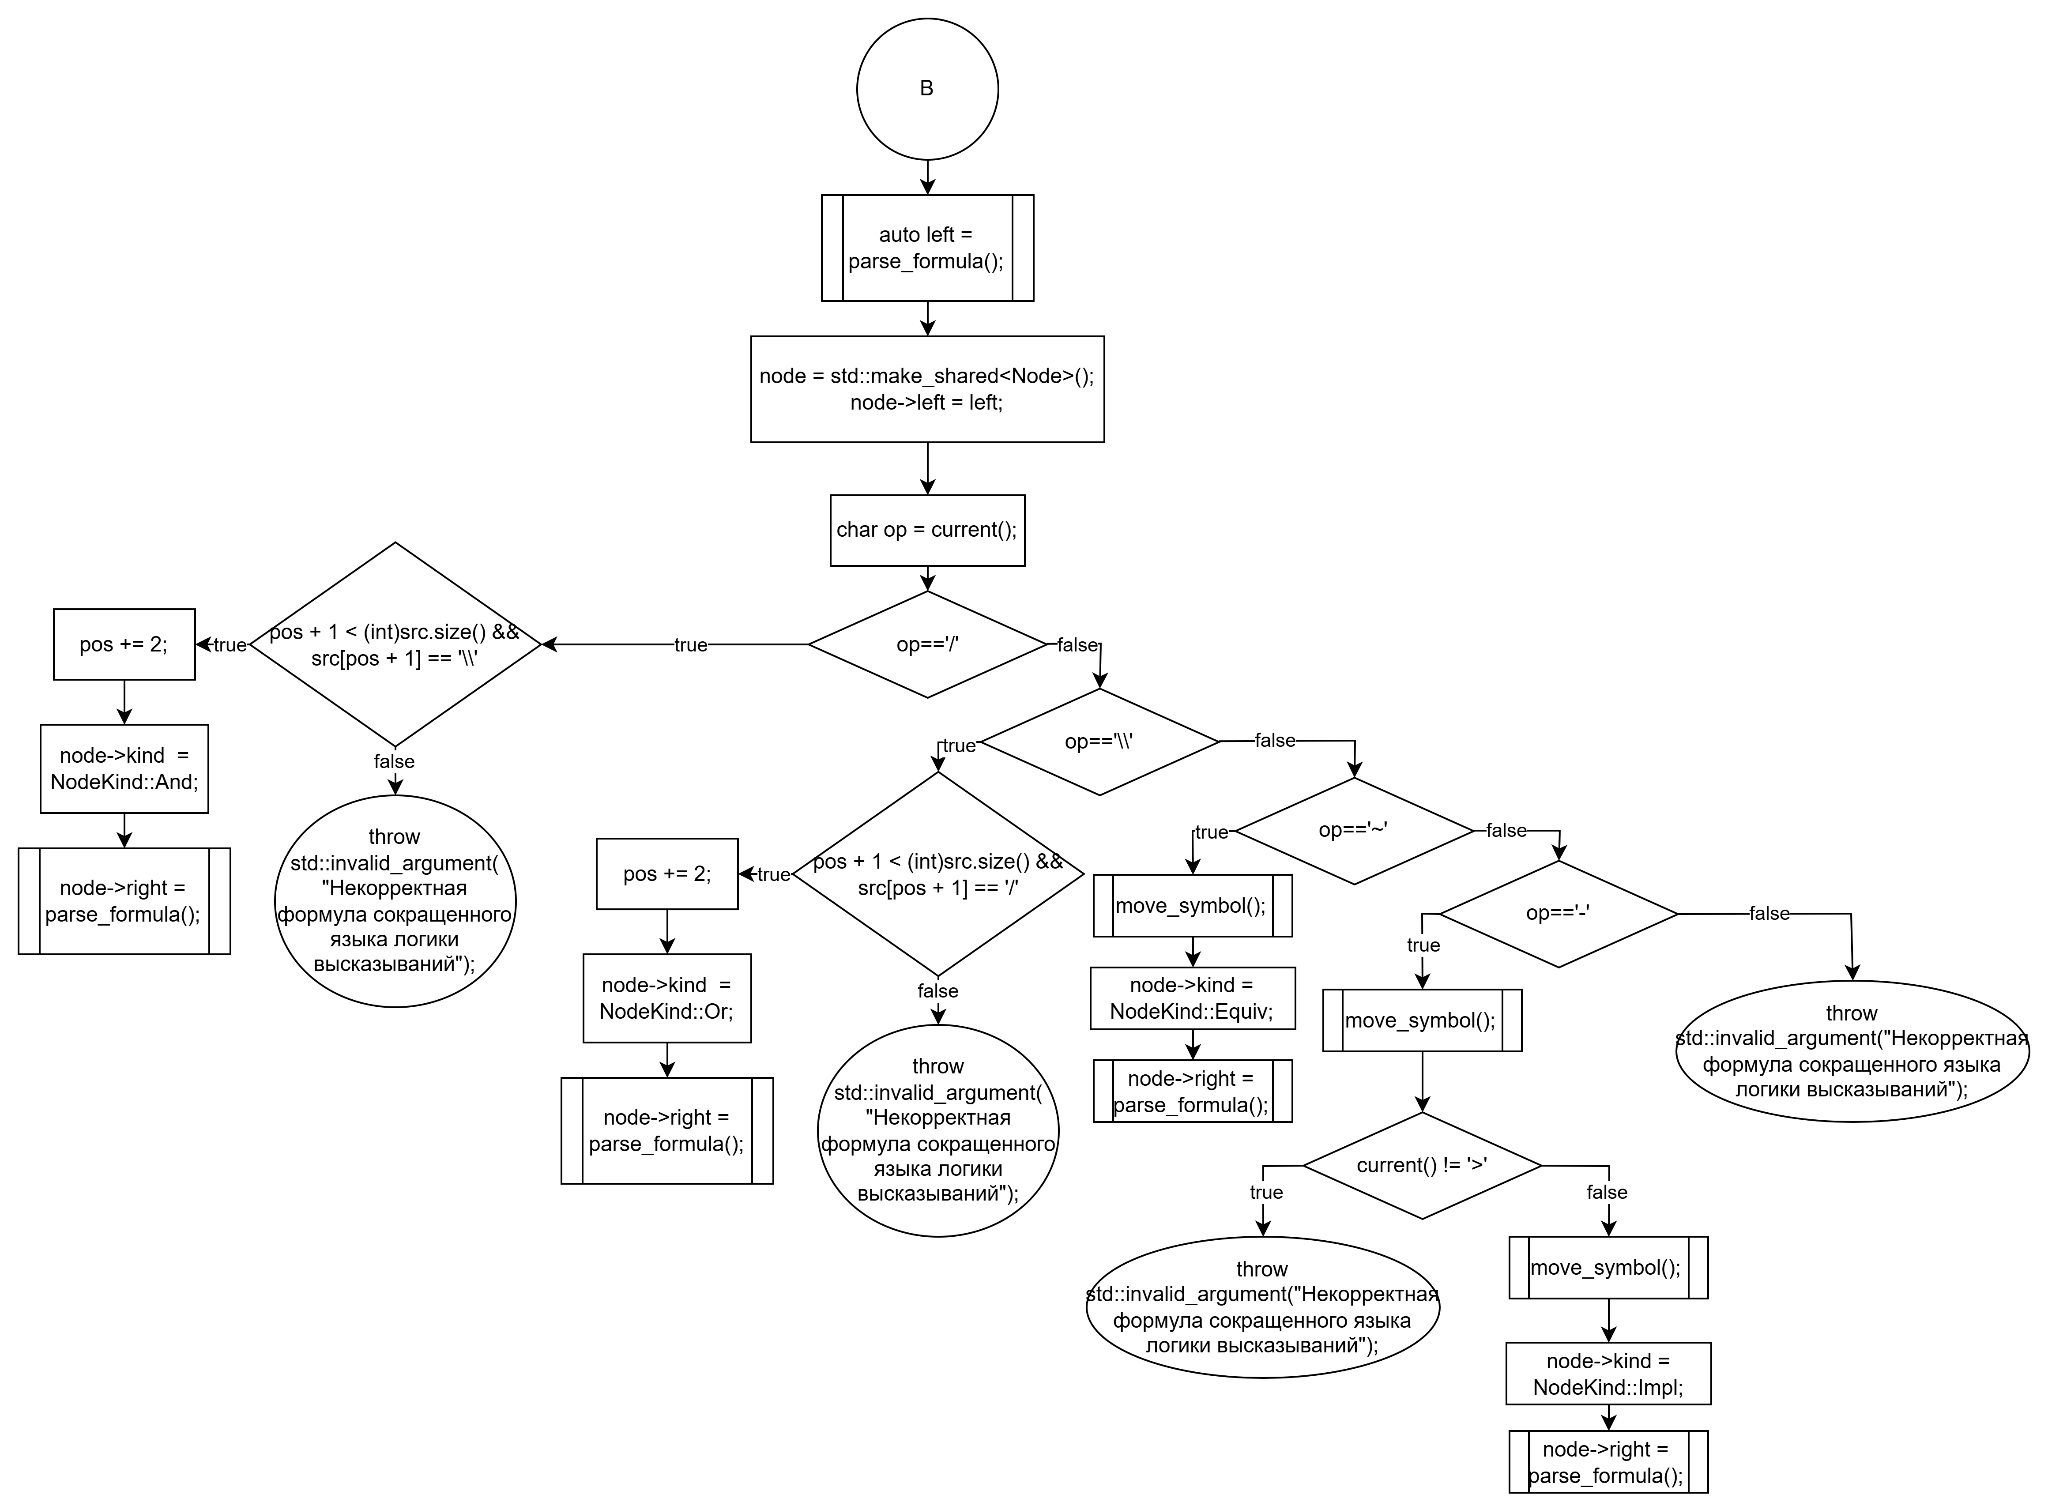 B
auto left =
parse_formula();
node = std::make_shared<Node>();
node->left = left;
char op = current();
op=='/'
true
false
pos + 1 < (int)src.size() &&
src[pos + 1] == '\\'
true
false
pos += 2;
node->kind  =
NodeKind::And;
node->right =
parse_formula();
throw
std::invalid_argument(
"Некорректная
формула сокращенного
языка логики
высказываний");
op=='\\'
true
false
pos + 1 < (int)src.size() &&
src[pos + 1] == '/'
true
false
pos += 2;
node->kind  =
NodeKind::Or;
node->right =
parse_formula();
throw
std::invalid_argument(
"Некорректная
формула сокращенного
языка логики
высказываний");
op=='~'
true
false
move_symbol();
node->kind =
NodeKind::Equiv;
node->right =
parse_formula();
op=='-'
true
false
move_symbol();
throw
std::invalid_argument("Некорректная
формула сокращенного языка
логики высказываний");
current() != '>'
true
false
throw
std::invalid_argument("Некорректная
формула сокращенного языка
логики высказываний");
move_symbol();
node->kind =
NodeKind::Impl;
node->right =
parse_formula();